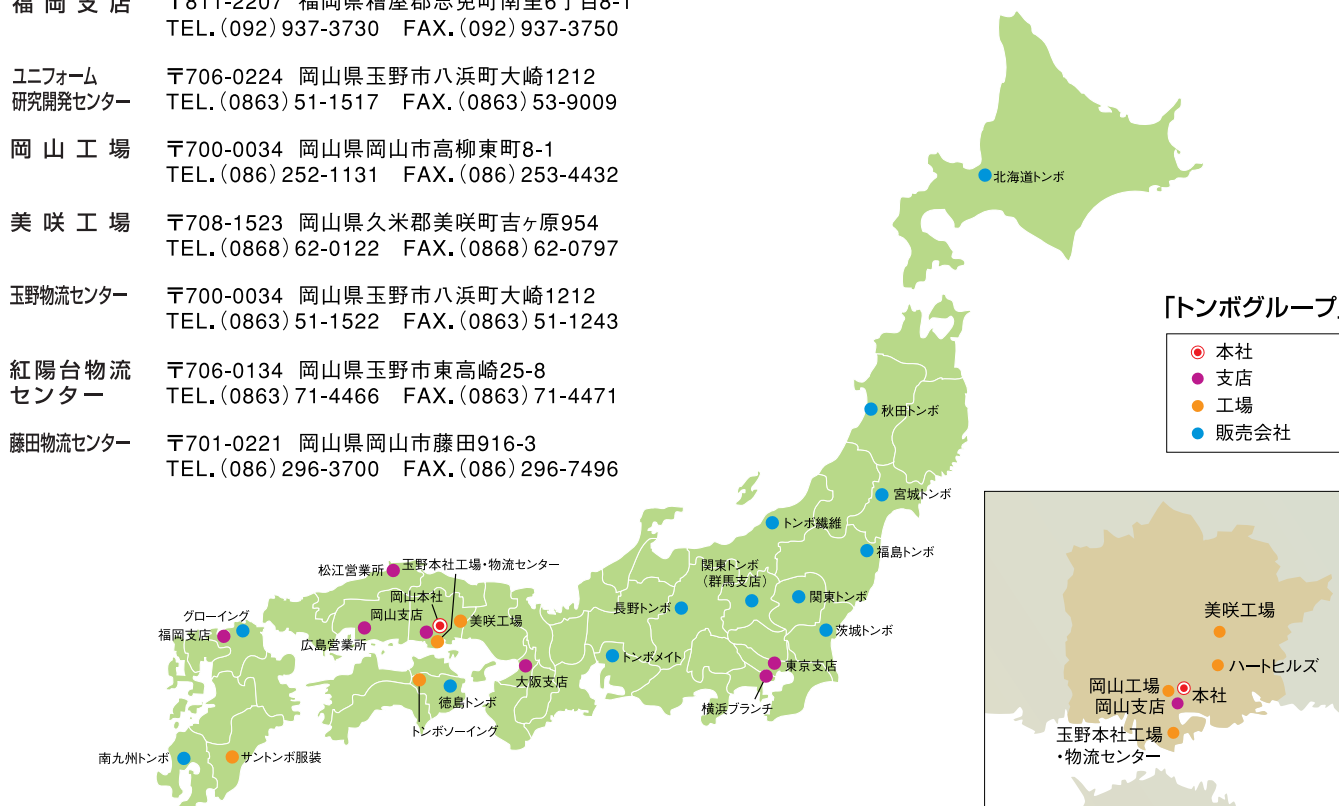 福岡支店 〒811-2207 福岡県糟屋郡志免町南里6丁目8-1
TEL.(092)937-3730 FAX.(092)937-3750
ユニフォーム
研究開発センター
〒706-0224 岡山県玉野市八浜町大崎1212
TEL.(0863)51-1517 FAX.(0863)53-9009
岡山工場 〒700-0034 岡山県岡山市高柳東町8-1
TEL.(086)252-1131 FAX.(086)253-4432
美咲工場 〒708-1523 岡山県久米郡美咲町吉ヶ原954
TEL.(0868)62-0122 FAX.(0868)62-0797
玉野物流センター 〒700-0034 岡山県玉野市八浜町大崎1212
TEL.(0863)51-1522 FAX.(0863)51-1243
紅陽台物流
センター
〒706-0134 岡山県玉野市東高崎25-8
TEL.(0863)71-4466 FAX.(0863)71-4471
藤田物流センター 〒701-0221 岡山県岡山市藤田916-3
TEL.(086)296-3700 FAX.(086)296-7496
北海道トンボ
「トンボグループ」
本社
支店
工場
販売会社
秋田トンボ
宮城トンボ
トンボ繊維
福島トンボ
関東トンボ
(群馬支店)
関東トンボ
長野トンボ
茨城トンボ
トンボメイト
東京支店
横浜ブランチ
松江営業所
玉野本社工場・物流センター
岡山本社
岡山支店
美咲工場
広島営業所
大阪支店
グローイング
福岡支店
徳島トンボ
トンボソーイング
南九州トンボ
サントンボ服装
美咲工場
ハートヒルズ
岡山工場
岡山支店
本社
玉野本社工場
・物流センター